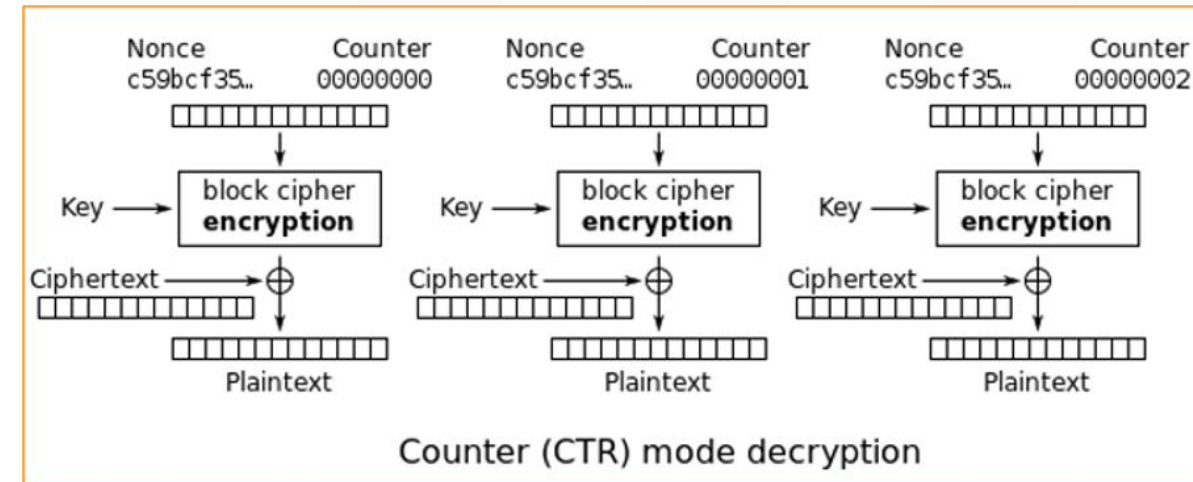 Nonce Counter Nonce Counter Nonce Counter
c59bcf35… 00000000 c59bcf35… 00000001 c59bcf35… 00000002
block cipher block cipher block cipher
Key encryption Key encryption Key encryption
Ciphertext Ciphertext Ciphertext
Plaintext Plaintext Plaintext
Counter (CTR) mode decryption